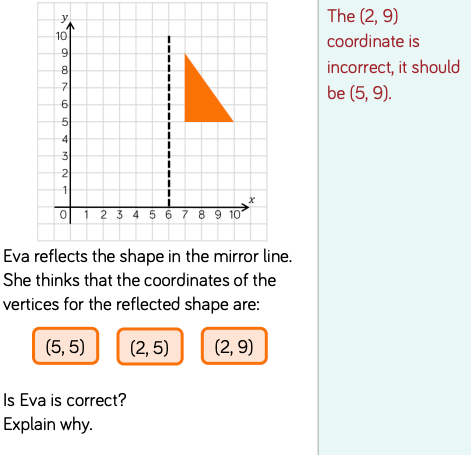 y
10
9
8
7
6
5
4
3
2
1
0 1 2 3 4 5 6 7 8 9 10 x
Eva reflects the shape in the mirror line.
She thinks that the coordinates of the
vertices for the reflected shape are:
(5, 5) (2, 5) (2, 9)
Is Eva is correct?
Explain why.
The (2, 9)
coordinate is
incorrect, it should
be (5, 9).